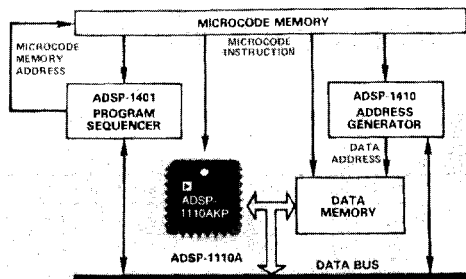 MICROCODE MEMORY
MICROCODE
MEMORY
ADDRESS
MICROCODE
INSTRUCTION
ADSP-1401
PROGRAM
SEQUENCER
ADSP-1410
ADDRESS
GENERATOR
DATA
ADDRESS
ADSP-
1110AKP
DATA
MEMORY
ADSP-1110A
DATA BUS